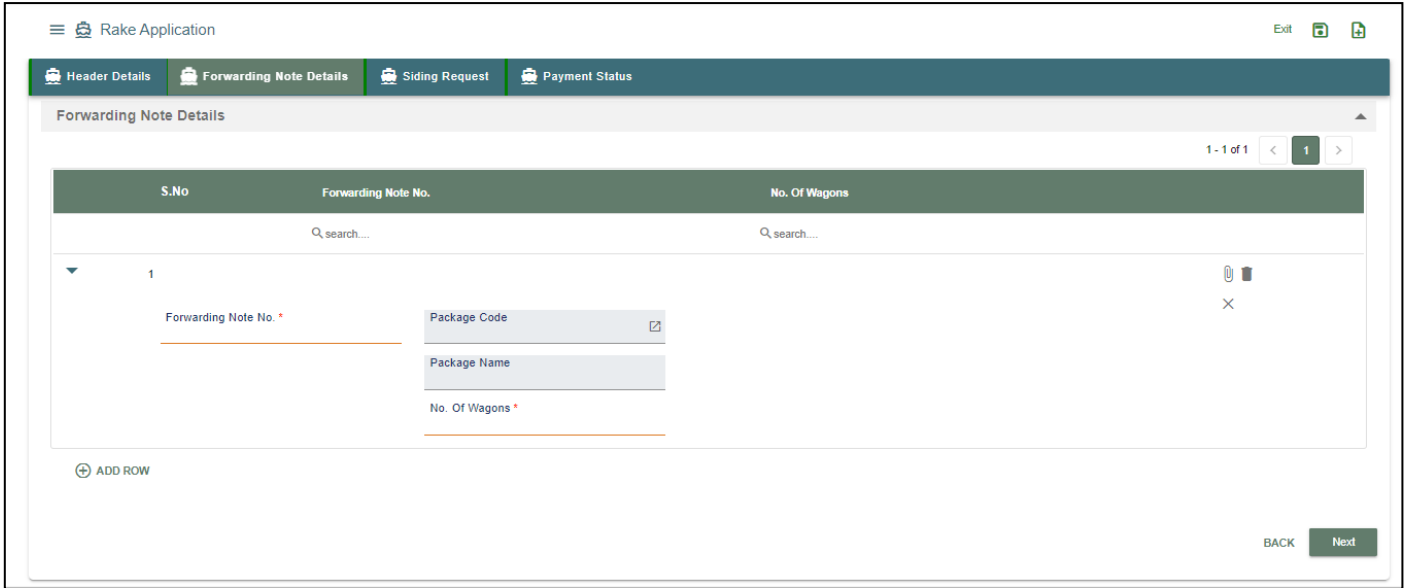 Rake Application
Exit
Header Details Forwarding Note Details Siding Request Payment Status
Forwarding Note Details
1 - 1 of 1 < 1 >
S.No Forwarding Note No. No. Of Wagons
search.... search....
1
Forwarding Note No. * Package Code
Package Name
No. Of Wagons *
ADD ROW
BACK Next